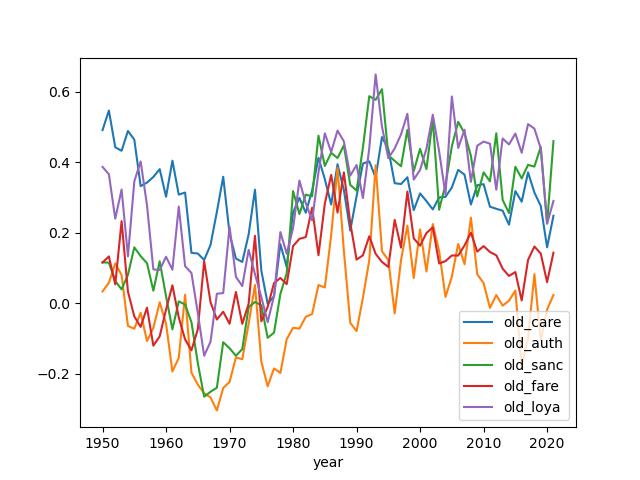 0.6
0.4
0.2
0.0
−0.2
1950 1960 1970 1980 1990 2000 2010 2020
year
old_care
old_auth
old_sanc
old_fare
old_loya